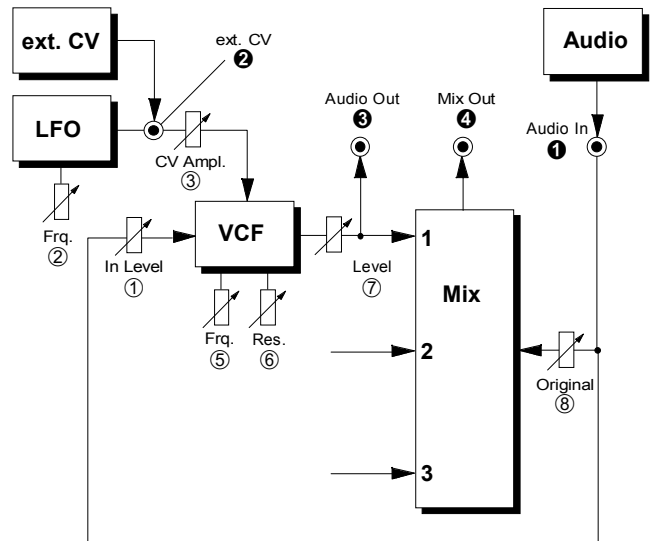 ext. CV
ext. CV
❷
Audio
LFO
CV Ampl.
③
Audio Out
❸
Mix Out
❹
Audio In
❶
Frq.
②
In Level
①
VCF
Level
⑦
1
Mix
Frq.
⑤
Res.
⑥
2
Original
⑧
3